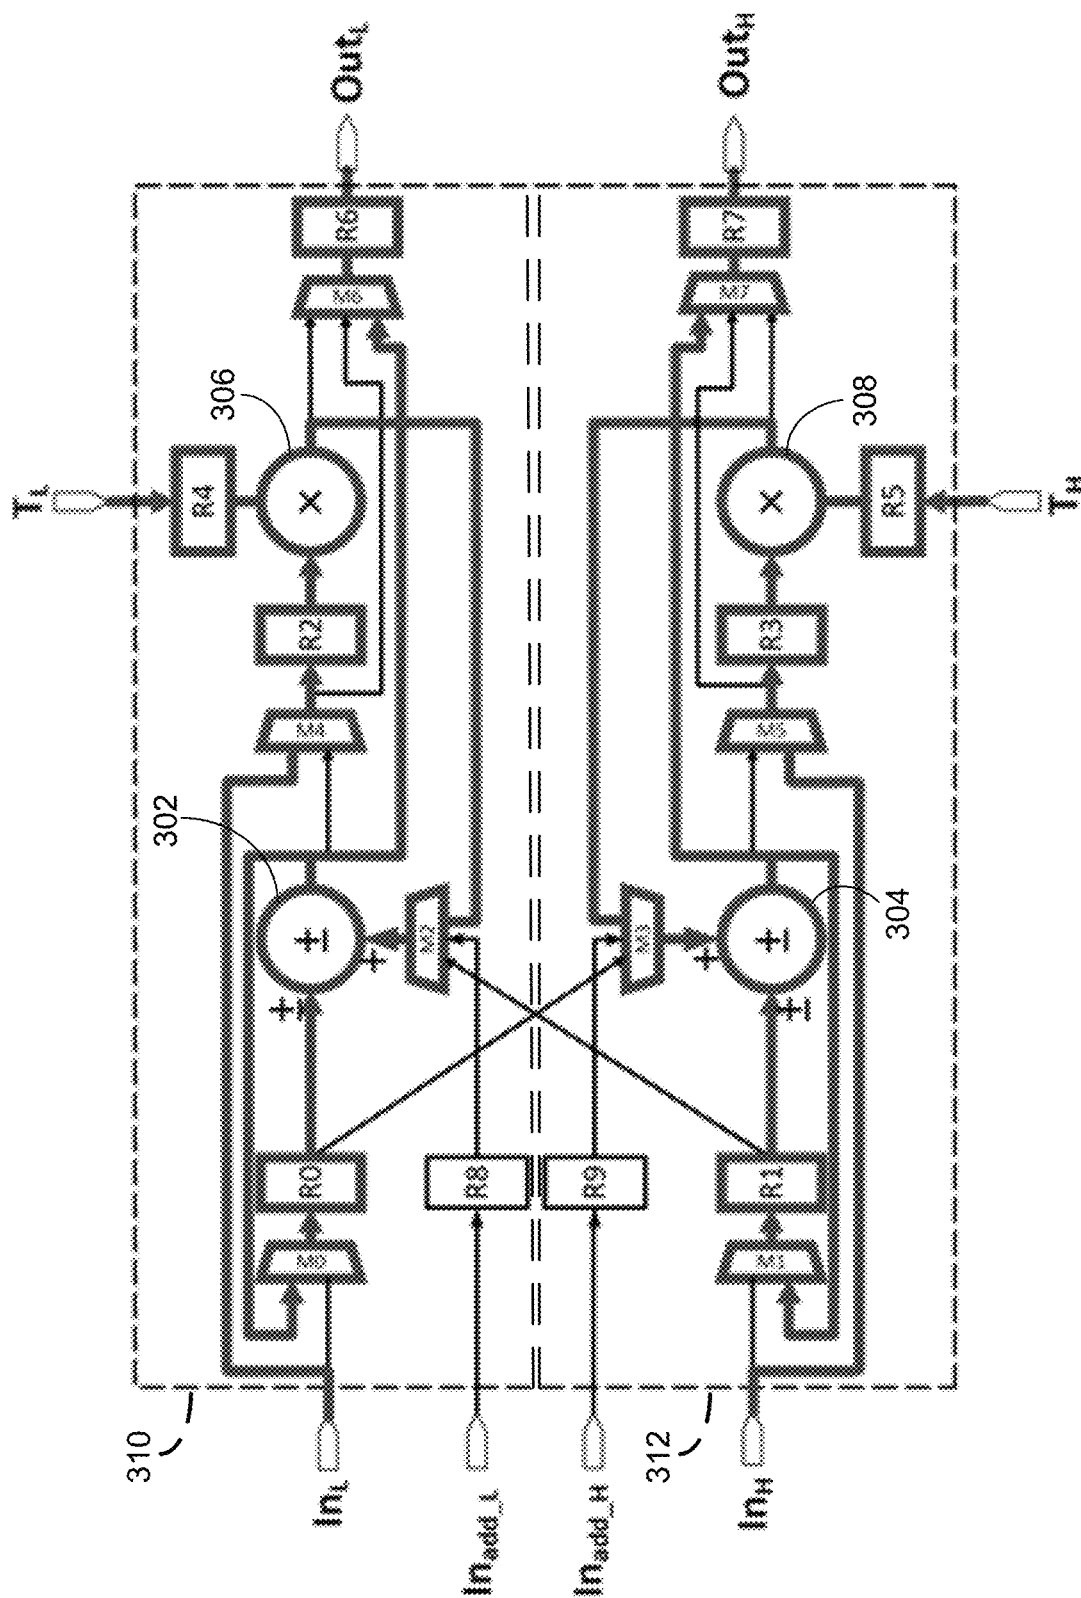 Out_L
Out_H
R6
R7
M6
M7
306
308
T_L
R4
×
×
R5
T_H
R2
R3
M4
M5
302
304
±
+
M2
M3
+
±
±
±
R0
R8
R9
R1
M0
M1
310
312
In_L
In_add_L
In_add_H
In_H